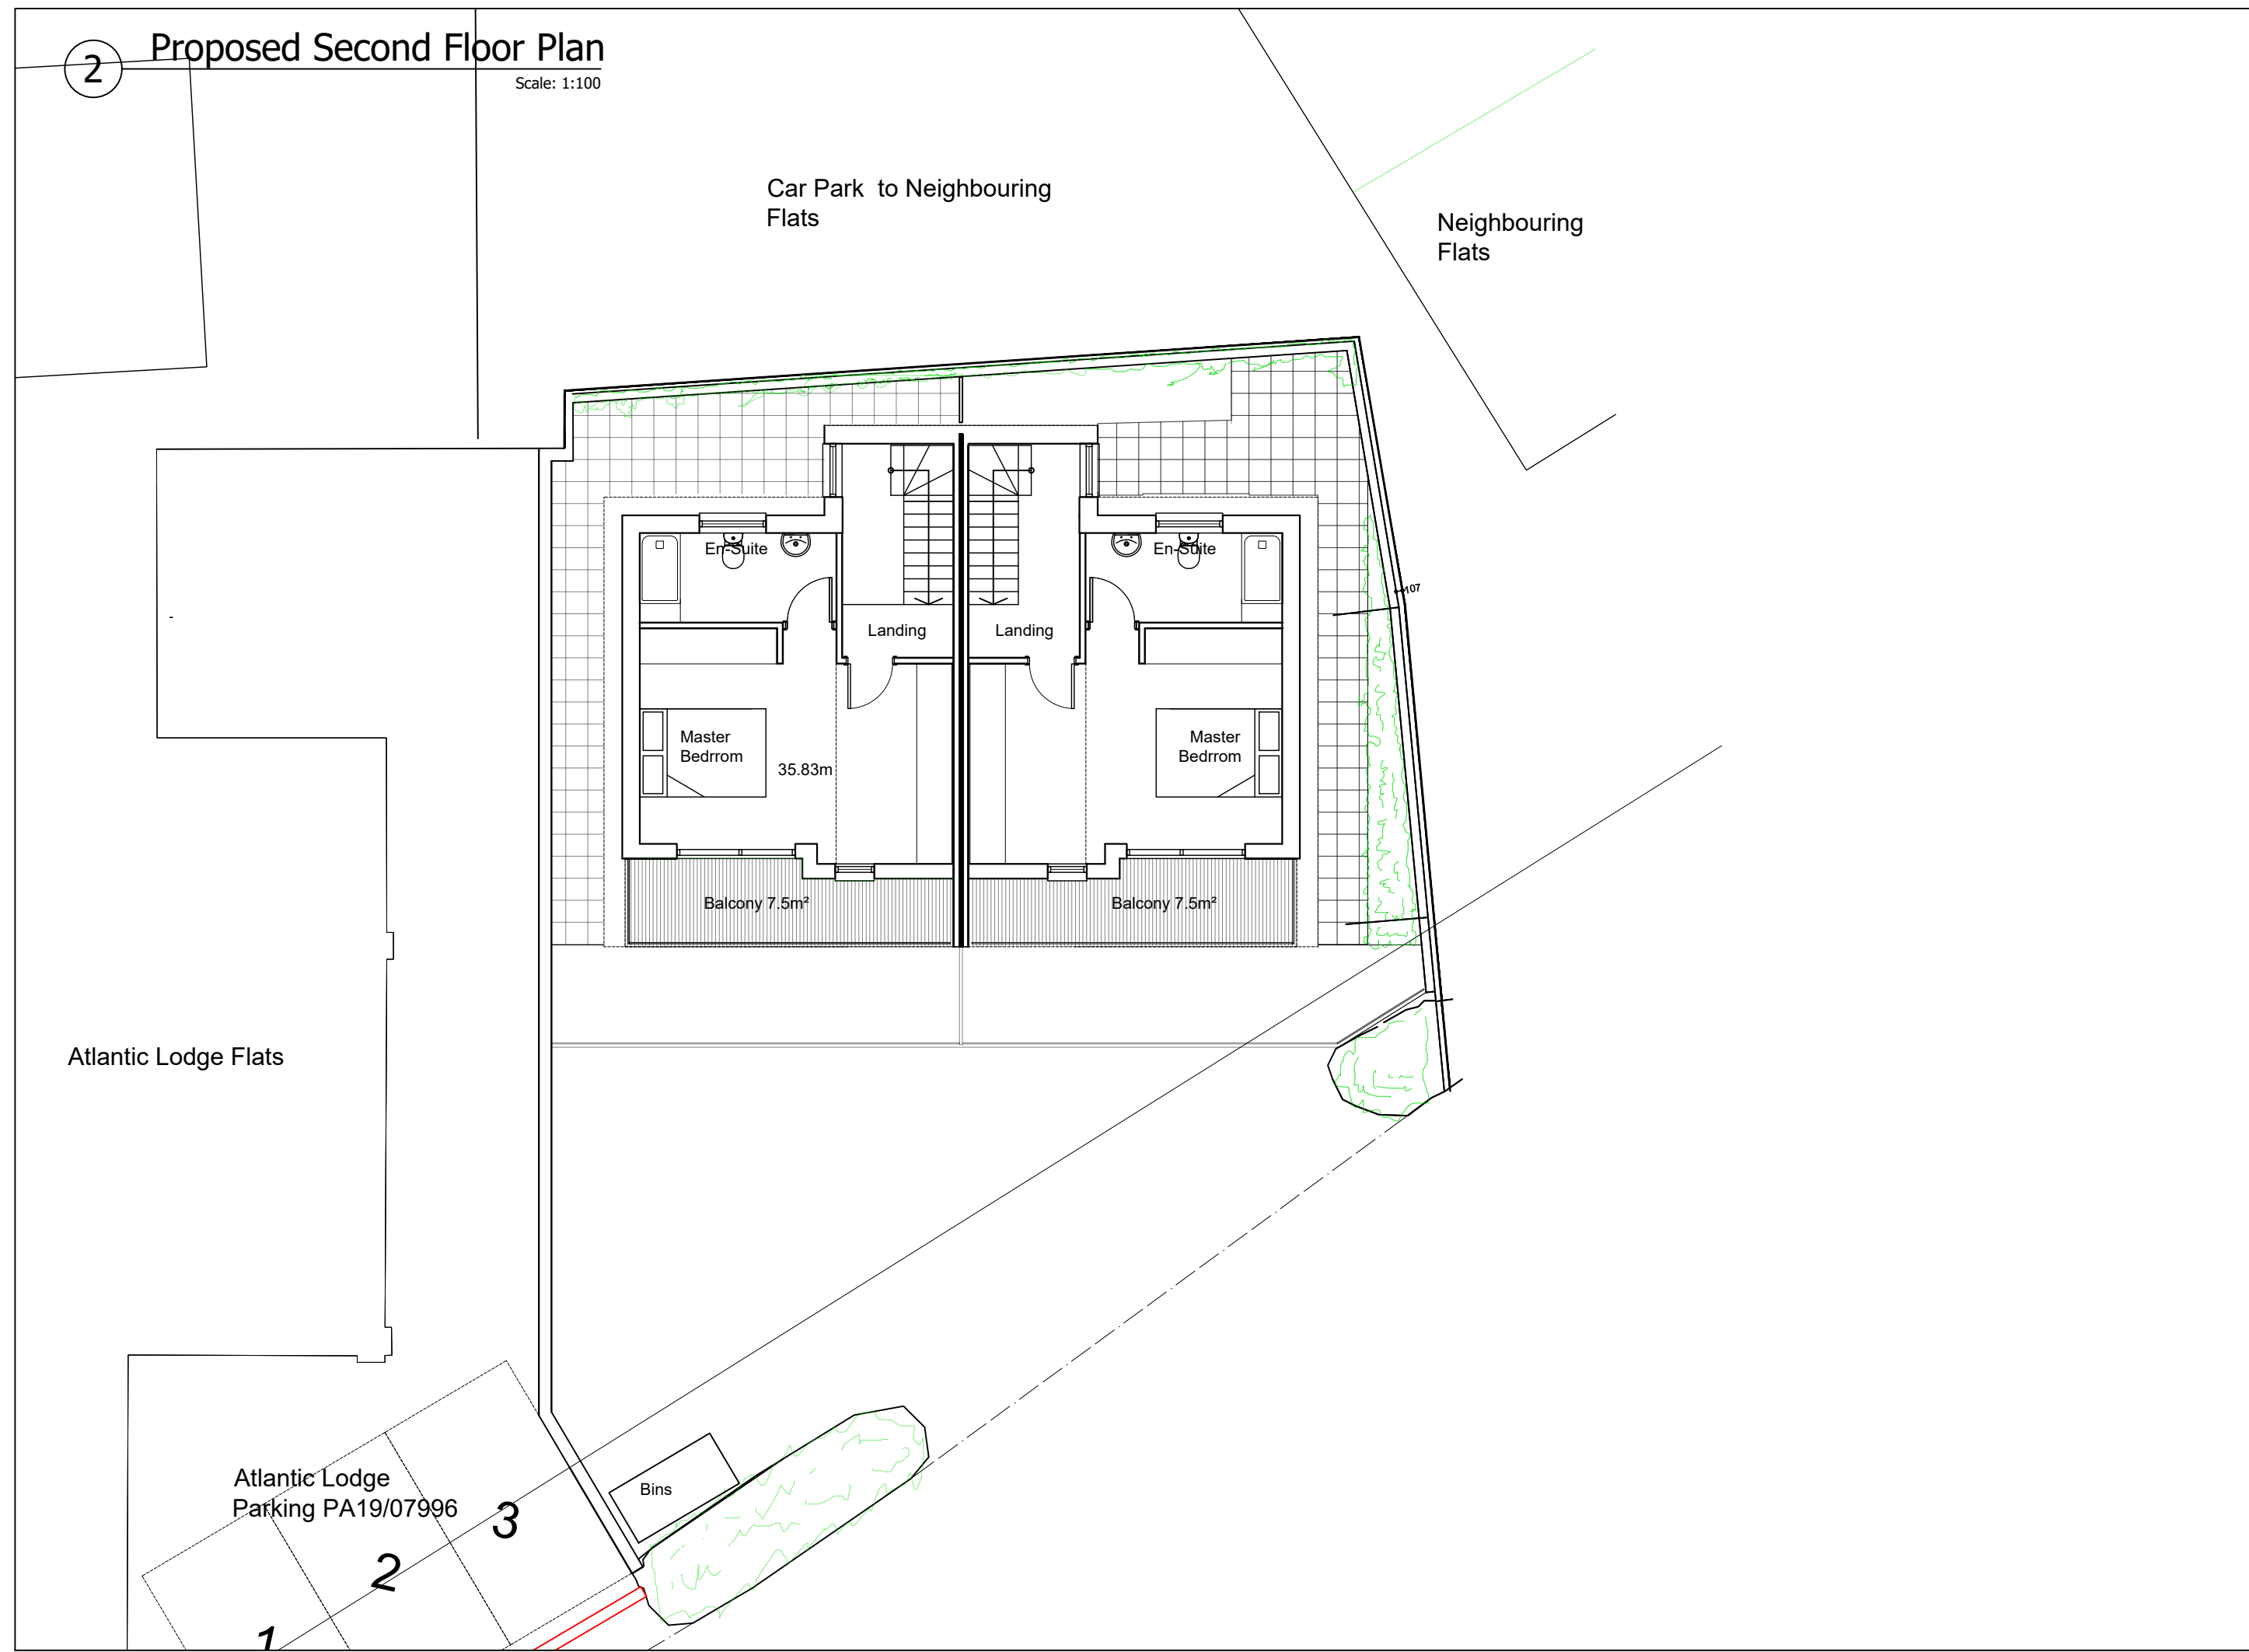 2
Proposed Second Floor Plan
Scale: 1:100
Car Park  to Neighbouring
Flats
Neighbouring
Flats
En-Suite
En-Suite
107
Landing
Landing
Master
Bedrrom
35.83m
Master
Bedrrom
Balcony 7.5m²
Balcony 7.5m²
Atlantic Lodge Flats
Atlantic Lodge
Parking PA19/07996
Bins
3
2
1